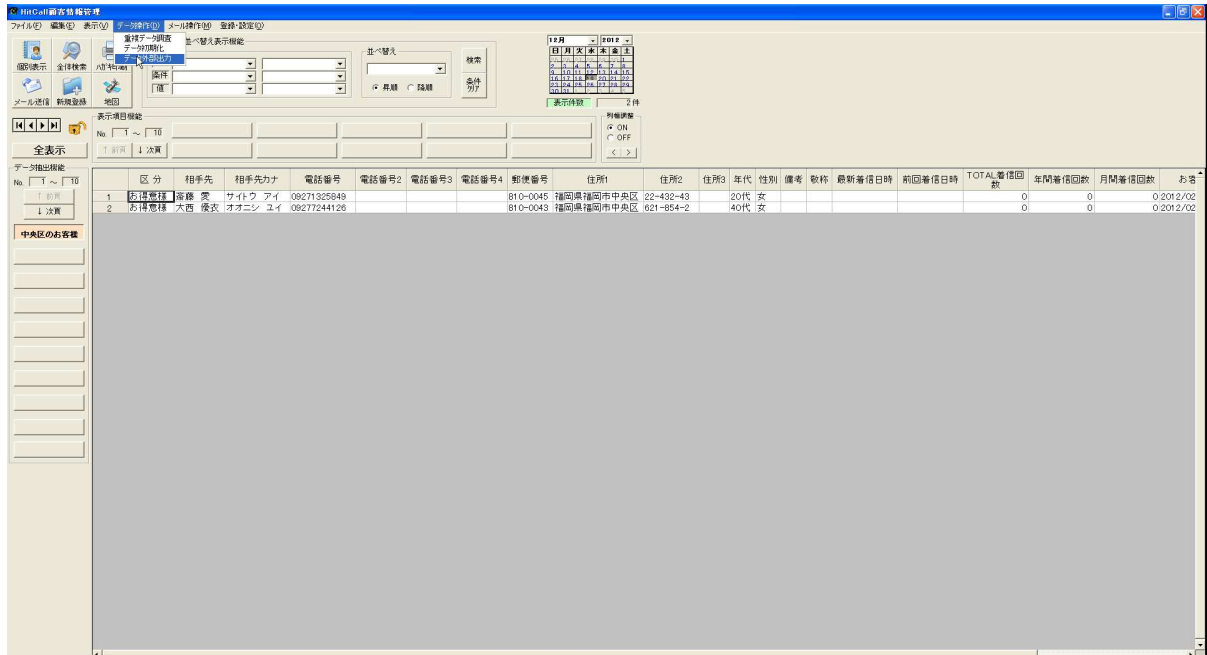 HitCall顧客情報管理
ファイル(F) 編集(E) 表示(V) データ操作(D) メール操作(M) 登録・設定(O)
重複データ調査
データ初期化
データ外部出力
個別表示 全体検索
メール送信 新規登録 地図
並べ替え表示機能
条件
値
並べ替え
昇順 降順
検索
条件クリア
12月 2012
日 月 火 水 木 金 土
表示件数 2 件
表示項目機能
No. 1 ～ 10
↑ 前頁 ↓ 次頁
列幅調整
ON
OFF
< >
全表示
データ抽出機能
No. 1 ～ 10
↑ 前頁
↓ 次頁
中央区のお客様
区 分 相手先 相手先カナ 電話番号 電話番号2 電話番号3 電話番号4 郵便番号 住所1 住所2 住所3 年代 性別 備考 敬称 最新着信日時 前回着信日時 TOTAL着信回数 年間着信回数 月間着信回数 お客
1 お得意様 斎藤 愛 サイトウ アイ 09271325849 810-0045 福岡県福岡市中央区 22-432-43 20代 女 0 0 0 2012/02
2 お得意様 大西 優衣 オオニシ ユイ 09277244126 810-0043 福岡県福岡市中央区 621-854-2 40代 女 0 0 0 2012/02